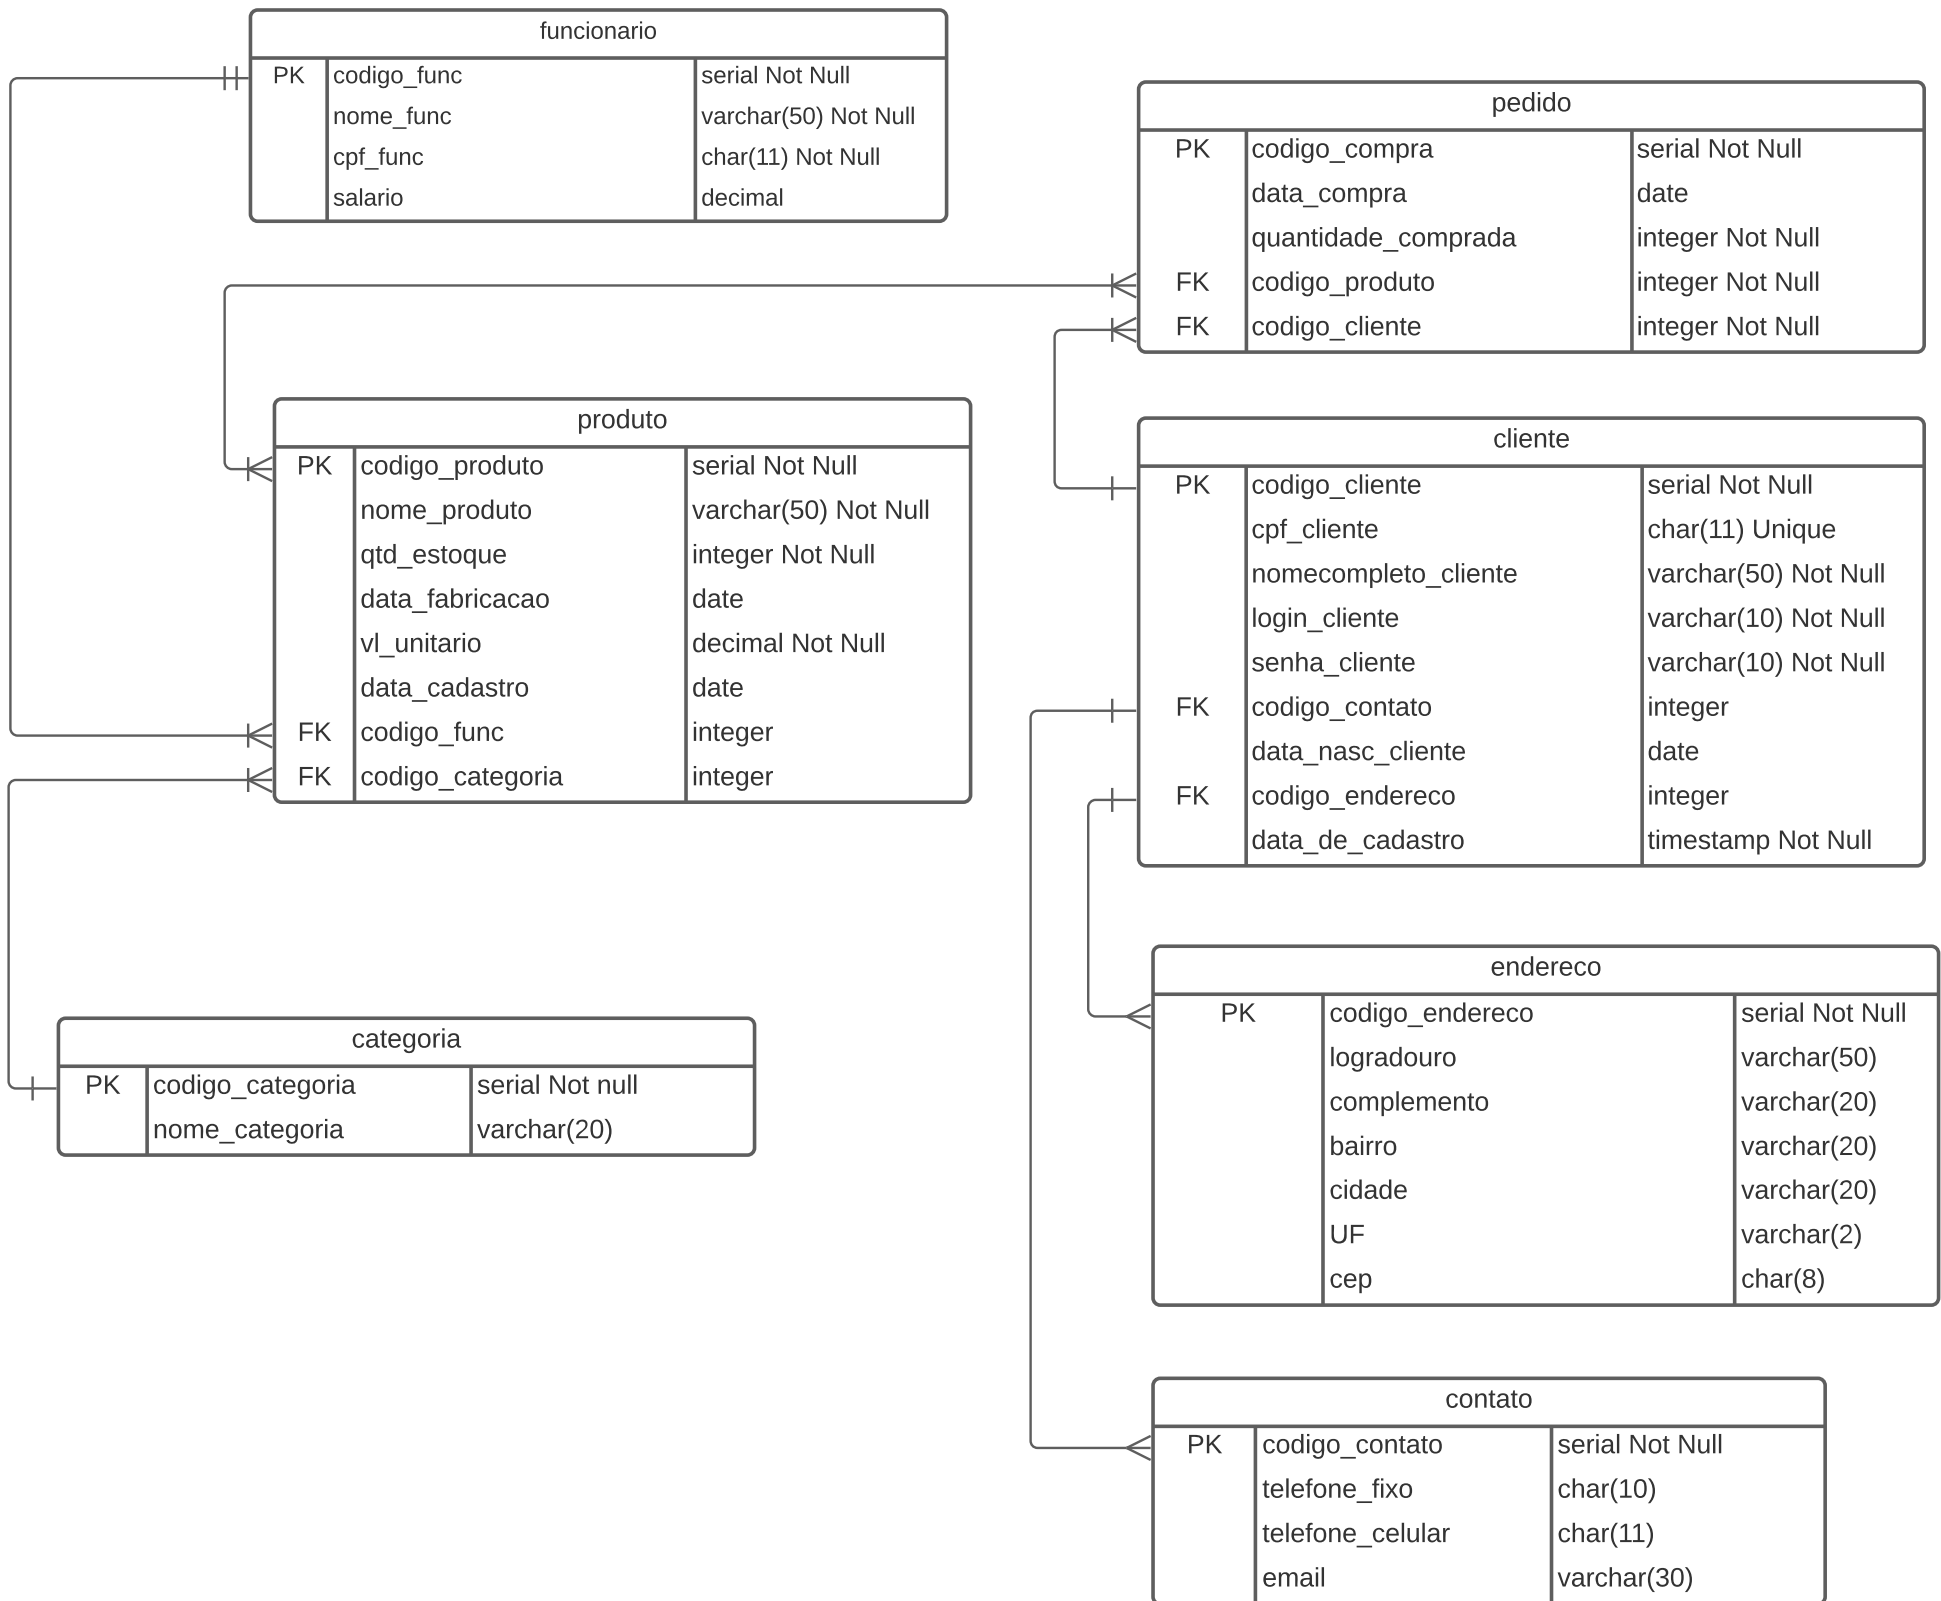 funcionario
PK codigo_func serial Not Null
nome_func varchar(50) Not Null
cpf_func char(11) Not Null
salario decimal
pedido
PK codigo_compra serial Not Null
data_compra date
quantidade_comprada integer Not Null
FK codigo_produto integer Not Null
FK codigo_cliente integer Not Null
produto
PK codigo_produto serial Not Null
nome_produto varchar(50) Not Null
qtd_estoque integer Not Null
data_fabricacao date
vl_unitario decimal Not Null
data_cadastro date
FK codigo_func integer
FK codigo_categoria integer
cliente
PK codigo_cliente serial Not Null
cpf_cliente char(11) Unique
nomecompleto_cliente varchar(50) Not Null
login_cliente varchar(10) Not Null
senha_cliente varchar(10) Not Null
FK codigo_contato integer
data_nasc_cliente date
FK codigo_endereco integer
data_de_cadastro timestamp Not Null
categoria
PK codigo_categoria serial Not null
nome_categoria varchar(20)
endereco
PK codigo_endereco serial Not Null
logradouro varchar(50)
complemento varchar(20)
bairro varchar(20)
cidade varchar(20)
UF varchar(2)
cep char(8)
contato
PK codigo_contato serial Not Null
telefone_fixo char(10)
telefone_celular char(11)
email varchar(30)